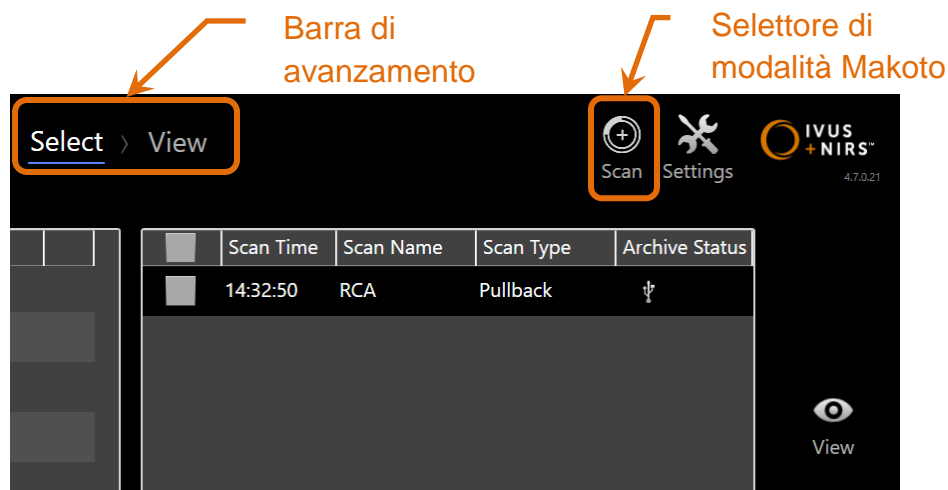 Barra di
avanzamento
Selettore di
modalità Makoto
Select > View
Scan
Settings
IVUS
+NIRS™
4.7.0.21
Scan Time Scan Name Scan Type Archive Status
14:32:50 RCA Pullback
View